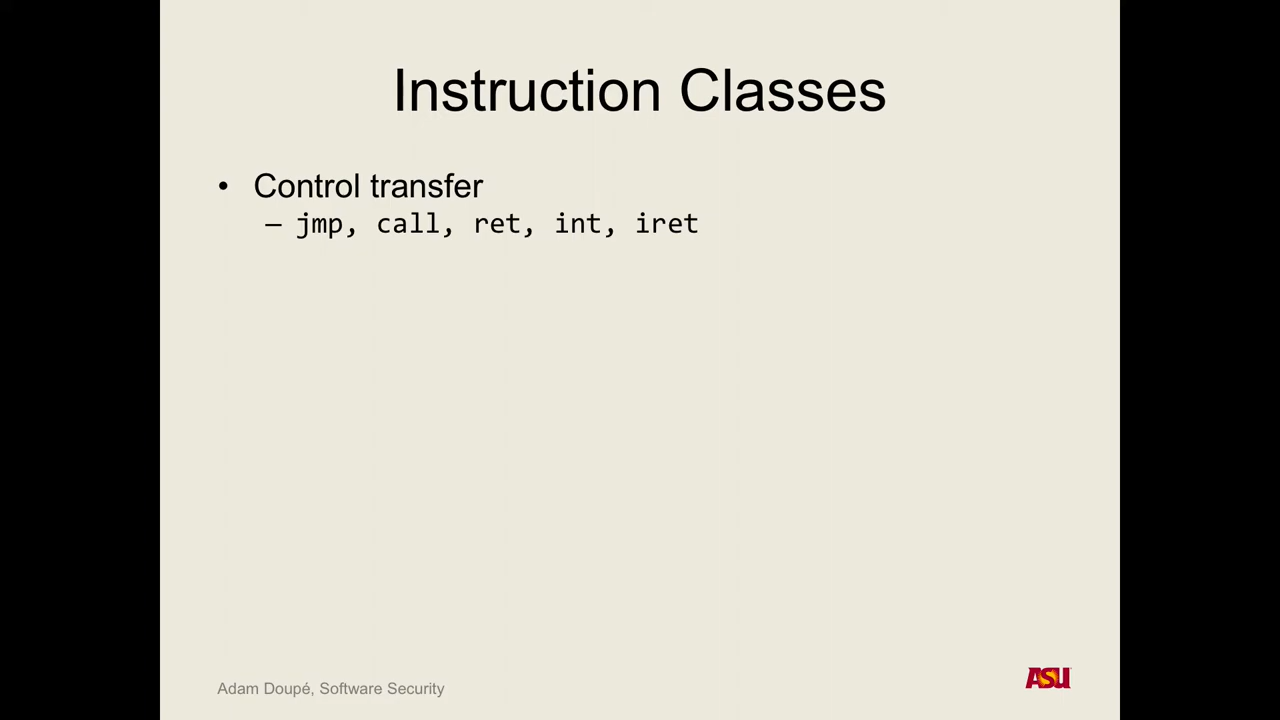 Instruction Classes
• Control transfer
– jmp, call, ret, int, iret
Adam Doupé, Software Security
ASU